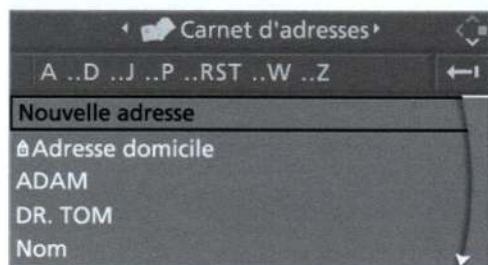 Carnet d'adresses
A ..D ..J ..P ..RST ..W ..Z
Nouvelle adresse
Adresse domicile
ADAM
DR. TOM
Nom